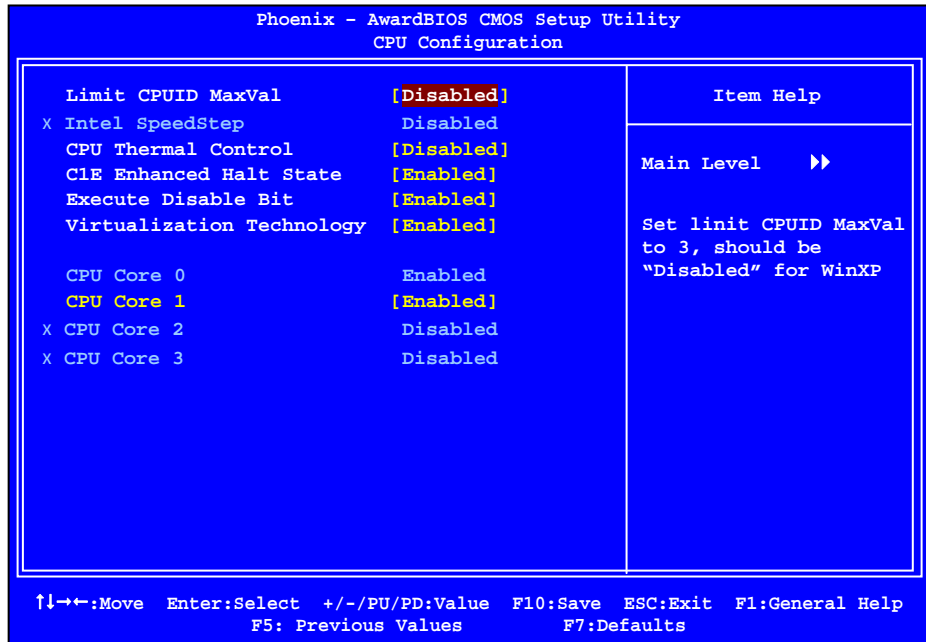 Phoenix – AwardBIOS CMOS Setup Utility
CPU Configuration
Limit CPUID MaxVal [Disabled]
X Intel SpeedStep Disabled
CPU Thermal Control [Disabled]
C1E Enhanced Halt State [Enabled]
Execute Disable Bit [Enabled]
Virtualization Technology [Enabled]
CPU Core 0 Enabled
CPU Core 1 [Enabled]
X CPU Core 2 Disabled
X CPU Core 3 Disabled
Item Help
Main Level ▶▶
Set linit CPUID MaxVal
to 3, should be
“Disabled” for WinXP
↑↓→←:Move Enter:Select +/-/PU/PD:Value F10:Save ESC:Exit F1:General Help
F5: Previous Values F7:Defaults